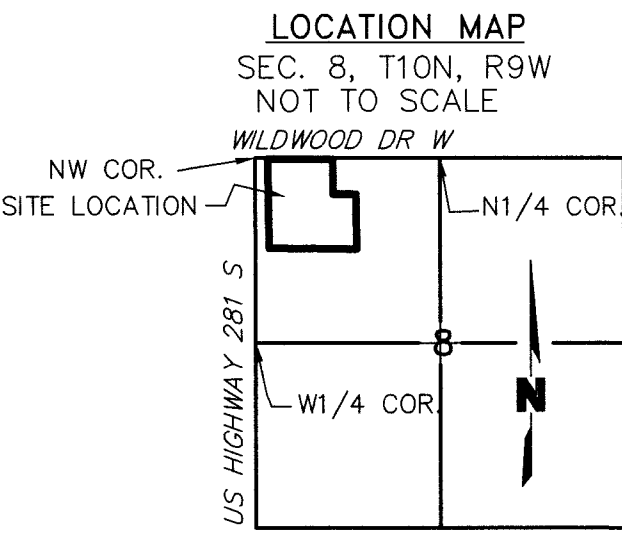 LOCATION MAP
SEC. 8, T10N, R9W
NOT TO SCALE
WILDWOOD DR W
NW COR.
SITE LOCATION
N1/4 COR.
US HIGHWAY 281 S
8
N
W1/4 COR.